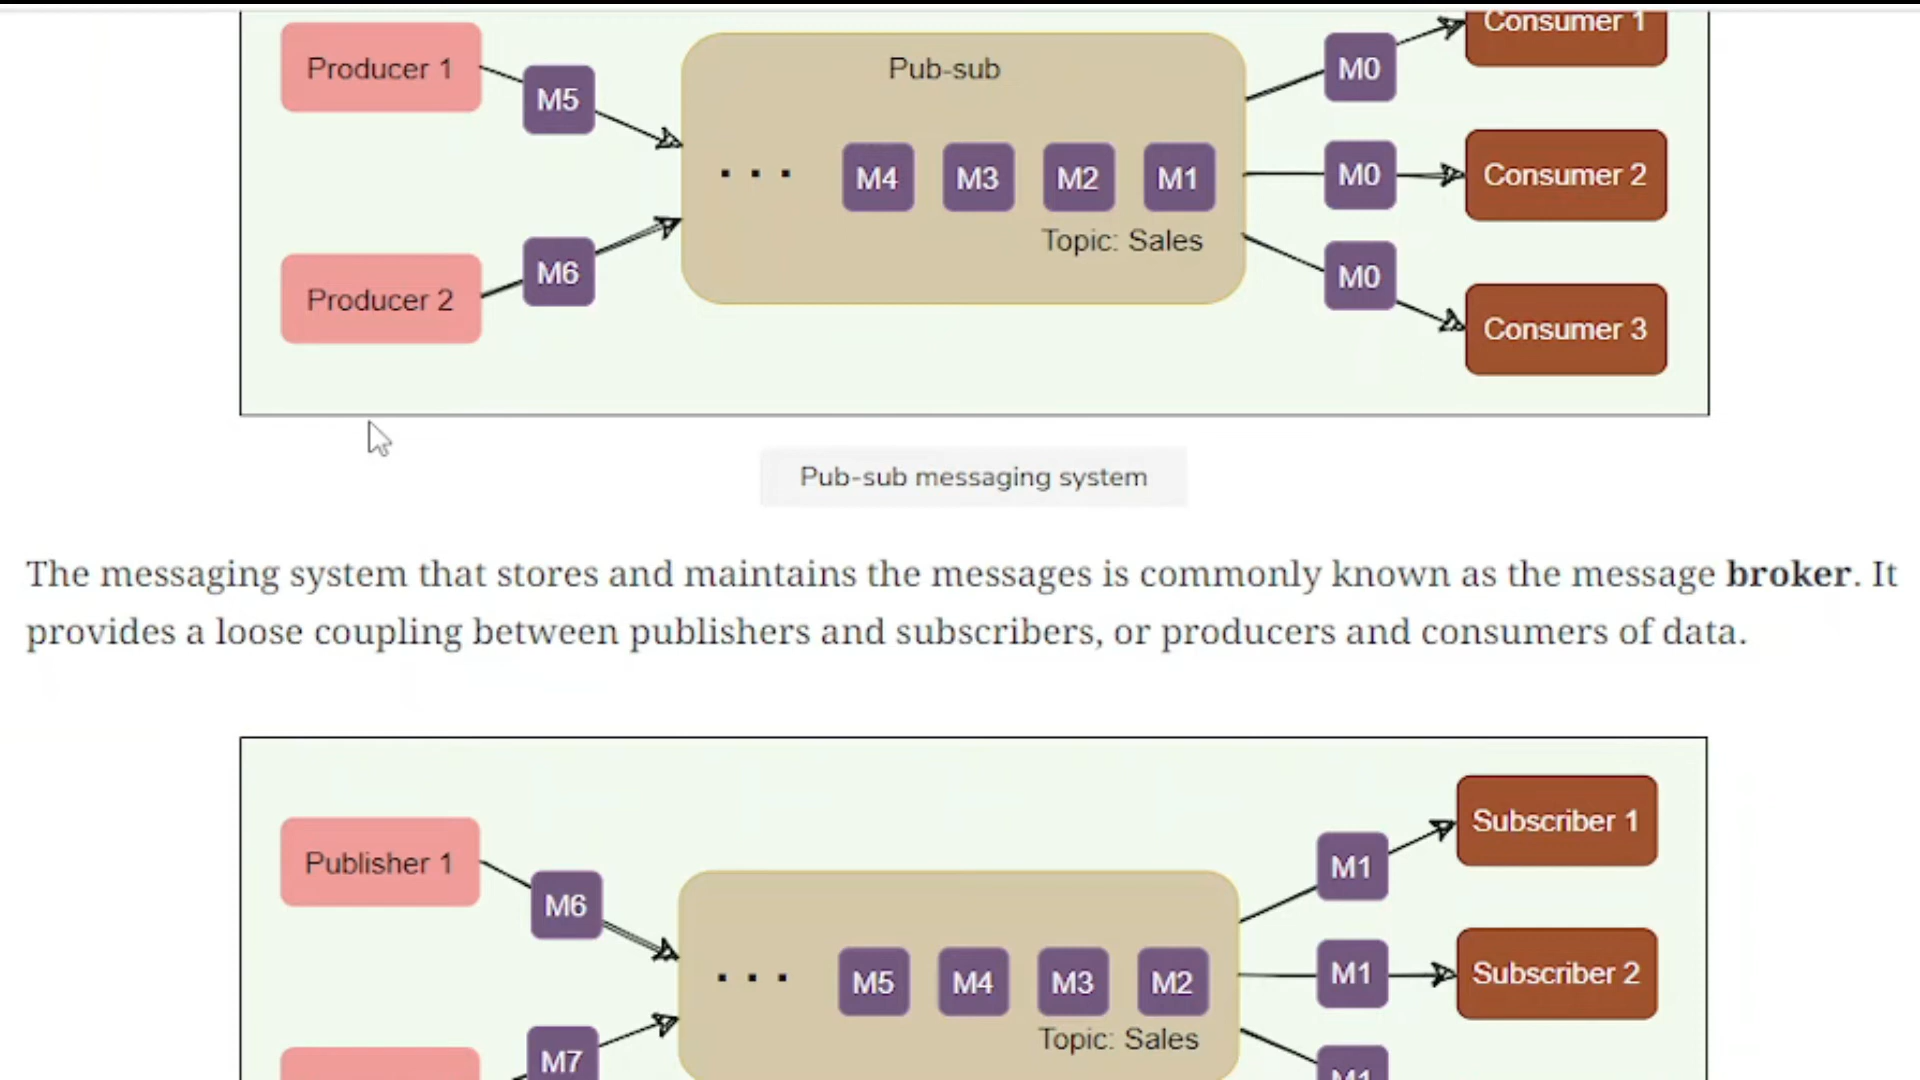 Consumer 1
Producer 1
Pub-sub
M0
M5
M4
M3
M2
M1
M0
Consumer 2
Topic: Sales
M6
M0
Producer 2
Consumer 3
Pub-sub messaging system
The messaging system that stores and maintains the messages is commonly known as the message broker. It
provides a loose coupling between publishers and subscribers, or producers and consumers of data.
Subscriber 1
Publisher 1
M1
M6
M5
M4
M3
M2
M1
Subscriber 2
Topic: Sales
M7
M1